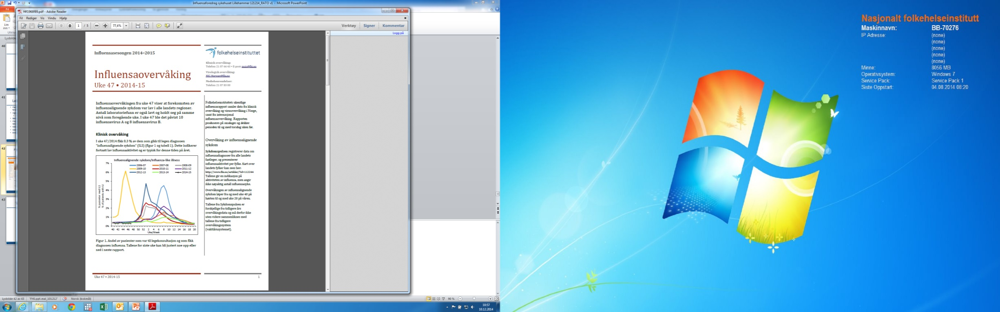 Influensaforedrag sykehuset Lillehammer 121214_RATO v1 - Microsoft PowerPoint
Fil
Lim
inn
Utklip
Lysbilde
40
41
42
43
f4f1968f89.pdf - Adobe Reader
Fil Rediger Vis Vindu Hjelp
1 / 5
77,4%
Verktøy Signer Kommentar
Logg på
Influensasesongen 2014–2015
Influensaovervåking
Uke 47 • 2014-15
folkehelseinstituttet
Klinisk overvåking:
Telefon: 21 07 66 43 • E-post: msis@fhi.no
Virologisk overvåking:
NIC-Norway@fhi.no
Mediehenvendelser:
Telefon: 21 07 83 00
Influensaovervåkingen fra uke 47 viser at forekomsten av
influensalignende sykdom var lav i alle landets regioner.
Antall laboratoriefunn er også lavt og holdt seg på samme
nivå som foregående uke. I uke 47 ble det påvist 10
influensavirus A og 8 influensavirus B.
Klinisk overvåking
I uke 47/2014 fikk 0,3 % av dem som gikk til legen diagnosen
"influensalignende sykdom" (ILS) (figur 1 og tabell 1). Dette indikerer
fortsatt lav influensaaktivitet og er typisk for denne tiden på året.
Influensalignende sykdom/Influenza-like illness
2006-07 2007-08 2008-09
2009-10 2010-11 2011-12
2012-13 2013-14 2014-15
% pasienter med ILS
% of patients with ILI
7%
6%
5%
4%
3%
2%
1%
0%
40 42 44 46 48 50 52 2 4 6 8 10 12 14 16 18 20
Uke/Week
Figur 1. Andel av pasienter som var til legekonsultasjon og som fikk
diagnosen influensa. Tallene for siste uke kan bli justert noe opp eller
ned i neste rapport.
Folkehelseinstituttets ukentlige
influensarapport samler data fra klinisk
overvåking og virusovervåking i Norge,
samt fra internasjonal
influensaovervåking. Rapporten
produseres på onsdager og dekker
perioden til og med torsdag uken før.
Overvåking av influensalignende
sykdom
Sykdomspulsen registrerer data om
influensadiagnoser fra alle landets
fastleger, og presenterer
influensaaktivitet per fylke. Kart over
landets fylker kan sees her:
http://www.fhi.no/artikler/?id=112244
Tallene gir en indikasjon på
aktiviteten av influensa, men angir
ikke nøyaktig antall influensasyke.
Overvåkingen av influensalignende
sykdom løper fra og med uke 40 på
høsten til og med uke 20 på våren.
Tallene fra Sykdomspulsen er
forskjellige fra tidligere års
overvåkingsdata og må derfor ikke
uten videre sammenliknes med
tallene fra tidligere
overvåkingssystem
(vakttårnsystemet).
Uke 47 • 2014-15 1
Lysbilde 42 av 43 "FHI-ppt-mal_101212" Norsk (bokmål)
90 %
10:57
10.12.2014
Nasjonalt folkehelseinstitutt
Maskinnavn: BB-70276
IP Adresse: (none)
(none)
(none)
(none)
(none)
Minne: 8056 MB
Operativsystem: Windows 7
Service Pack: Service Pack 1
Siste Oppstart: 04.08.2014 08:20